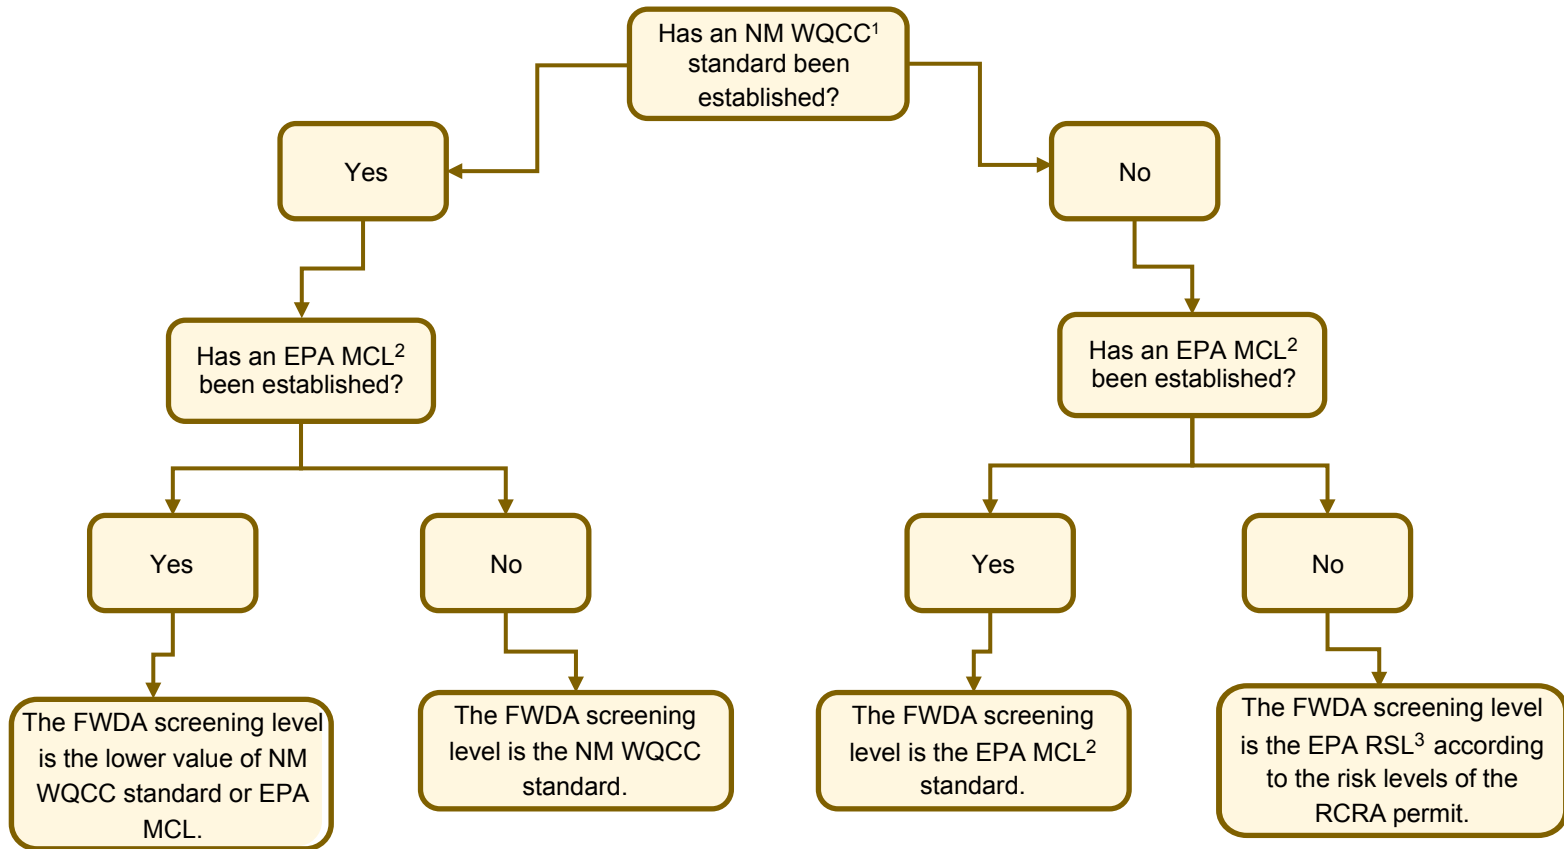 Has an NM WQCC¹
standard been
established?
Yes
No
Has an EPA MCL²
been established?
Has an EPA MCL²
been established?
Yes
No
Yes
No
The FWDA screening level
is the lower value of NM
WQCC standard or EPA
MCL.
The FWDA screening
level is the NM WQCC
standard.
The FWDA screening
level is the EPA MCL²
standard.
The FWDA screening level
is the EPA RSL³ according
to the risk levels of the
RCRA permit.